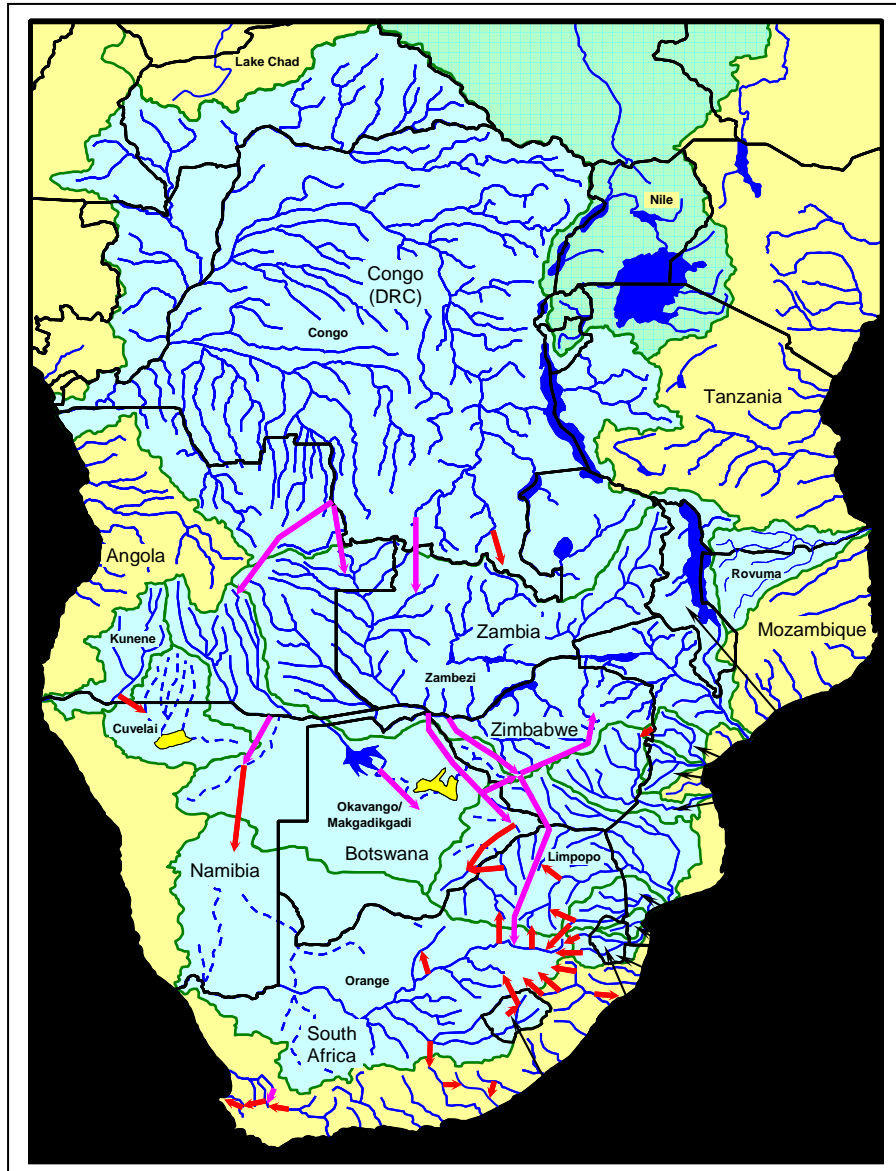 Lake Chad
Nile
Congo
(DRC)
Congo
Tanzania
Angola
Rovuma
Kunene
Zambia
Mozambique
Zambezi
Cuvelai
Zimbabwe
Okavango/
Makgadikgadi
Botswana
Limpopo
Namibia
Orange
South
Africa